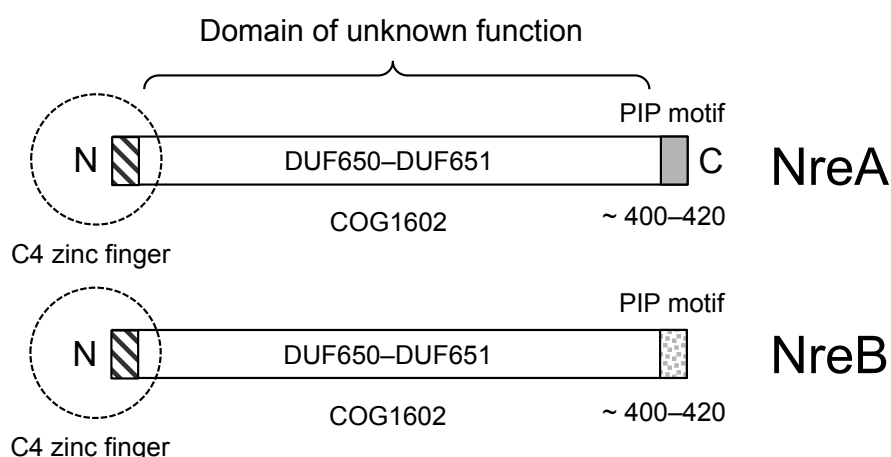 Domain of unknown function
PIP motif
N
DUF650–DUF651
C
NreA
COG1602
~ 400–420
C4 zinc finger
PIP motif
N
DUF650–DUF651
NreB
COG1602
~ 400–420
C4 zinc finger